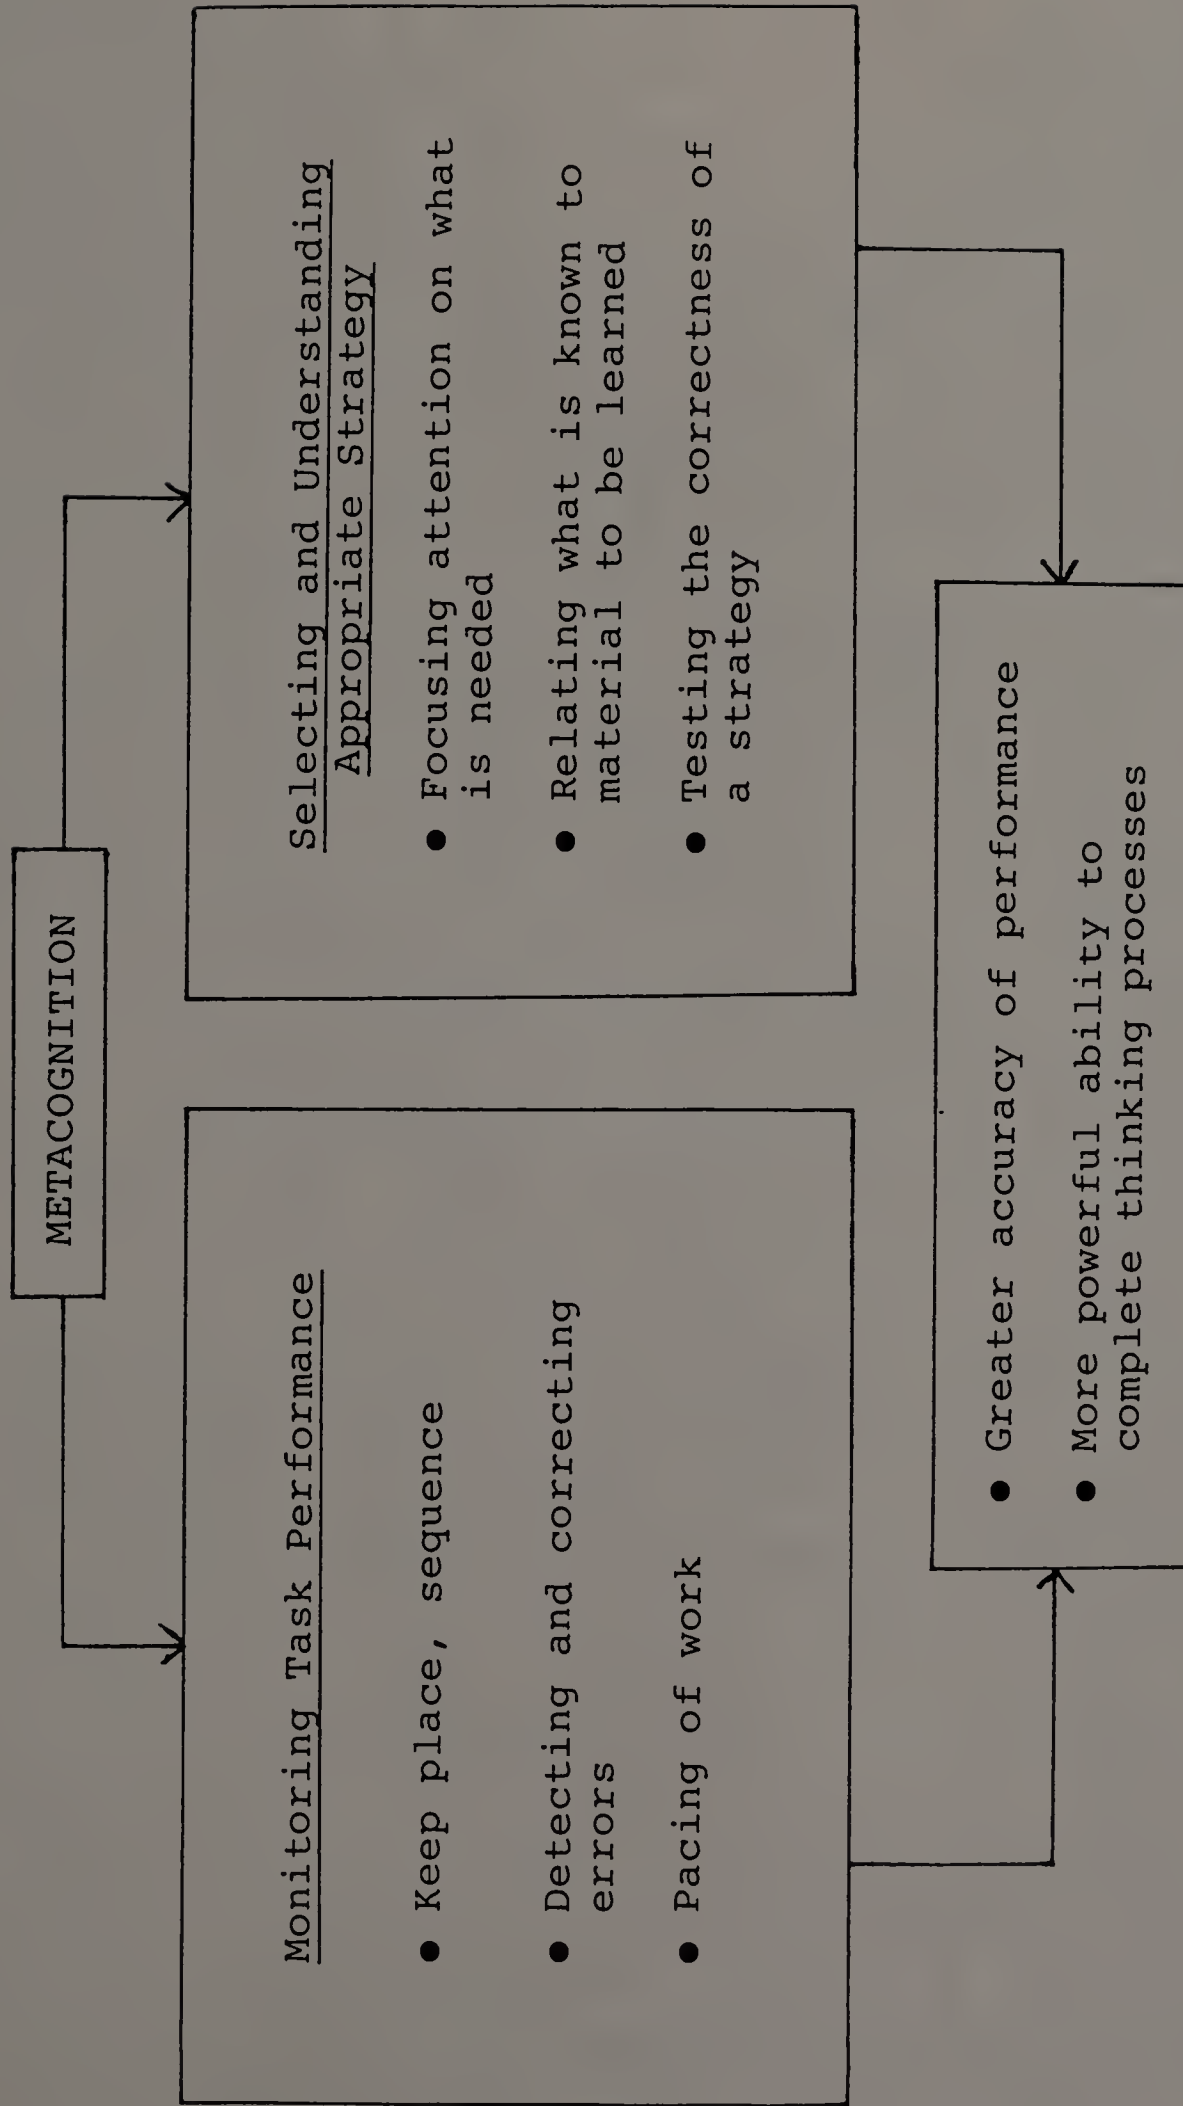 METACOGNITION
Monitoring Task Performance
● Keep place, sequence
● Detecting and correcting
errors
● Pacing of work
Selecting and Understanding
Appropriate Strategy
● Focusing attention on what
is needed
● Relating what is known to
material to be learned
● Testing the correctness of
a strategy
● Greater accuracy of performance
● More powerful ability to
complete thinking processes